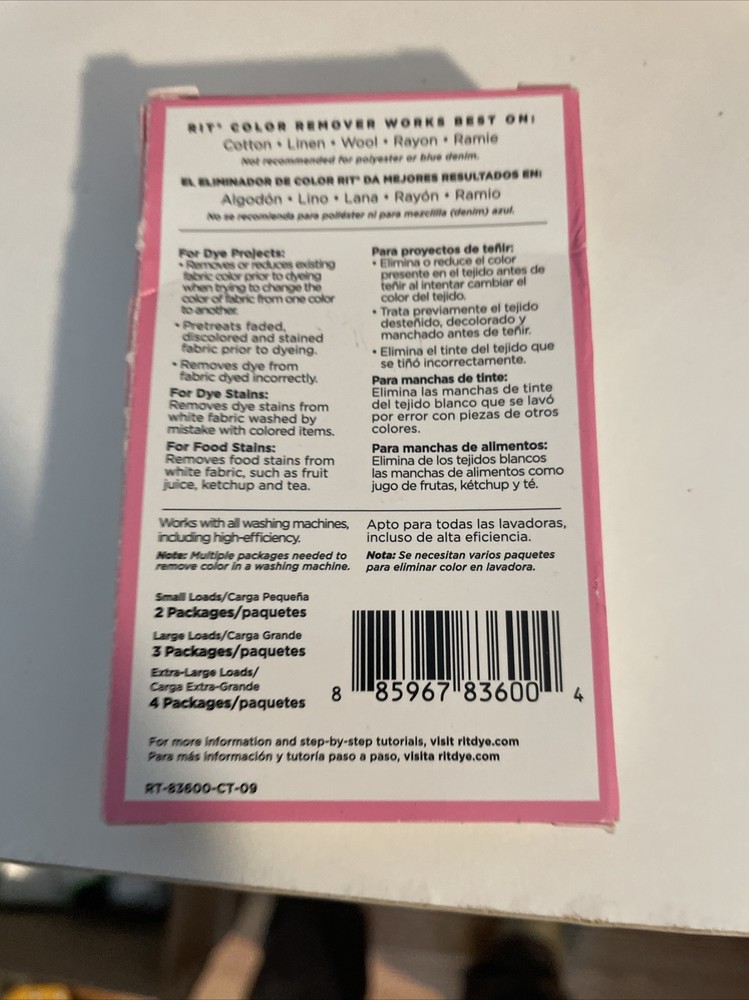 RIT® COLOR REMOVER WORKS BEST ON:
Cotton • Linen • Wool • Rayon • Ramie
Not recommended for polyester or blue denim.
EL ELIMINADOR DE COLOR RIT® DA MEJORES RESULTADOS EN:
Algodón • Lino • Lana • Rayón • Ramio
No se recomienda para poliéster ni para mezclilla (denim) azul.
For Dye Projects:
• Removes or reduces existing
fabric color prior to dyeing
when trying to change the
color of fabric from one color
to another.
• Pretreats faded,
discolored and stained
fabric prior to dyeing.
• Removes dye from
fabric dyed incorrectly.
For Dye Stains:
Removes dye stains from
white fabric washed by
mistake with colored items.
For Food Stains:
Removes food stains from
white fabric, such as fruit
juice, ketchup and tea.
Para proyectos de teñir:
• Elimina o reduce el color
presente en el tejido antes de
teñir al intentar cambiar el
color del tejido.
• Trata previamente el tejido
desteñido, decolorado y
manchado antes de teñir.
• Elimina el tinte del tejido que
se tiñó incorrectamente.
Para manchas de tinte:
Elimina las manchas de tinte
del tejido blanco que se lavó
por error con piezas de otros
colores.
Para manchas de alimentos:
Elimina de los tejidos blancos
las manchas de alimentos como
jugo de frutas, kétchup y té.
Works with all washing machines,
including high-efficiency.
Note: Multiple packages needed to
remove color in a washing machine.
Apto para todas las lavadoras,
incluso de alta eficiencia.
Nota: Se necesitan varios paquetes
para eliminar color en lavadora.
Small Loads/Carga Pequeña
2 Packages/paquetes
Large Loads/Carga Grande
3 Packages/paquetes
Extra-Large Loads/
Carga Extra-Grande
4 Packages/paquetes
8 85967 83600 4
For more information and step-by-step tutorials, visit ritdye.com
Para más información y tutoría paso a paso, visita ritdye.com
RT-83600-CT-09